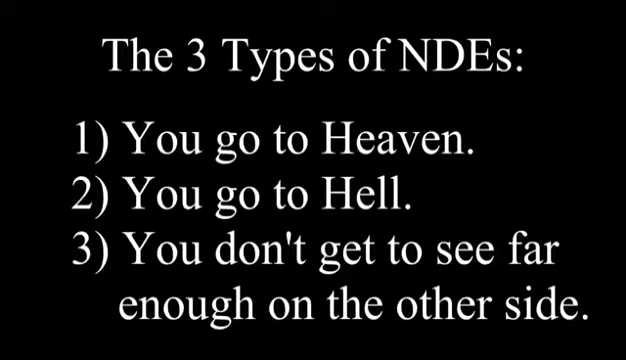 The 3 Types of NDEs:
1) You go to Heaven.
2) You go to Hell.
3) You don't get to see far
enough on the other side.